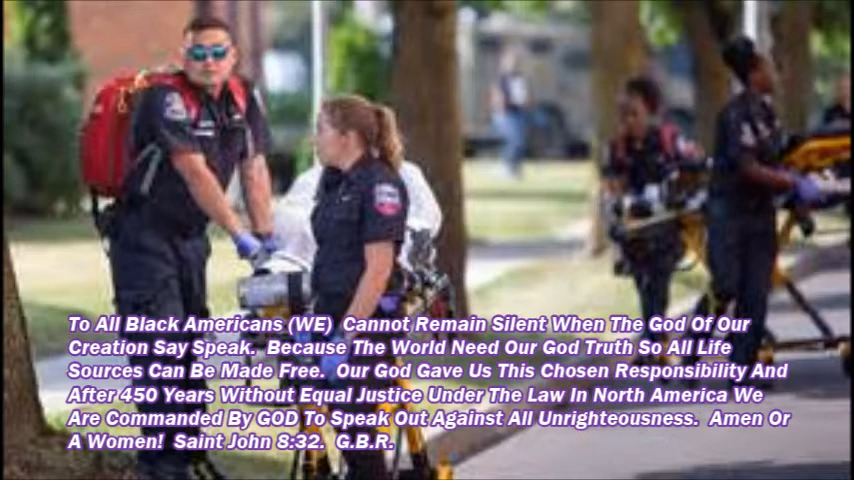 To All Black Americans (WE)  Cannot Remain Silent When The God Of Our
Creation Say Speak.  Because The World Need Our God Truth So All Life
Sources Can Be Made Free.  Our God Gave Us This Chosen Responsibility And
After 450 Years Without Equal Justice Under The Law In North America We
Are Commanded By GOD To Speak Out Against All Unrighteousness.  Amen Or
A Women!  Saint John 8:32.  G.B.R.